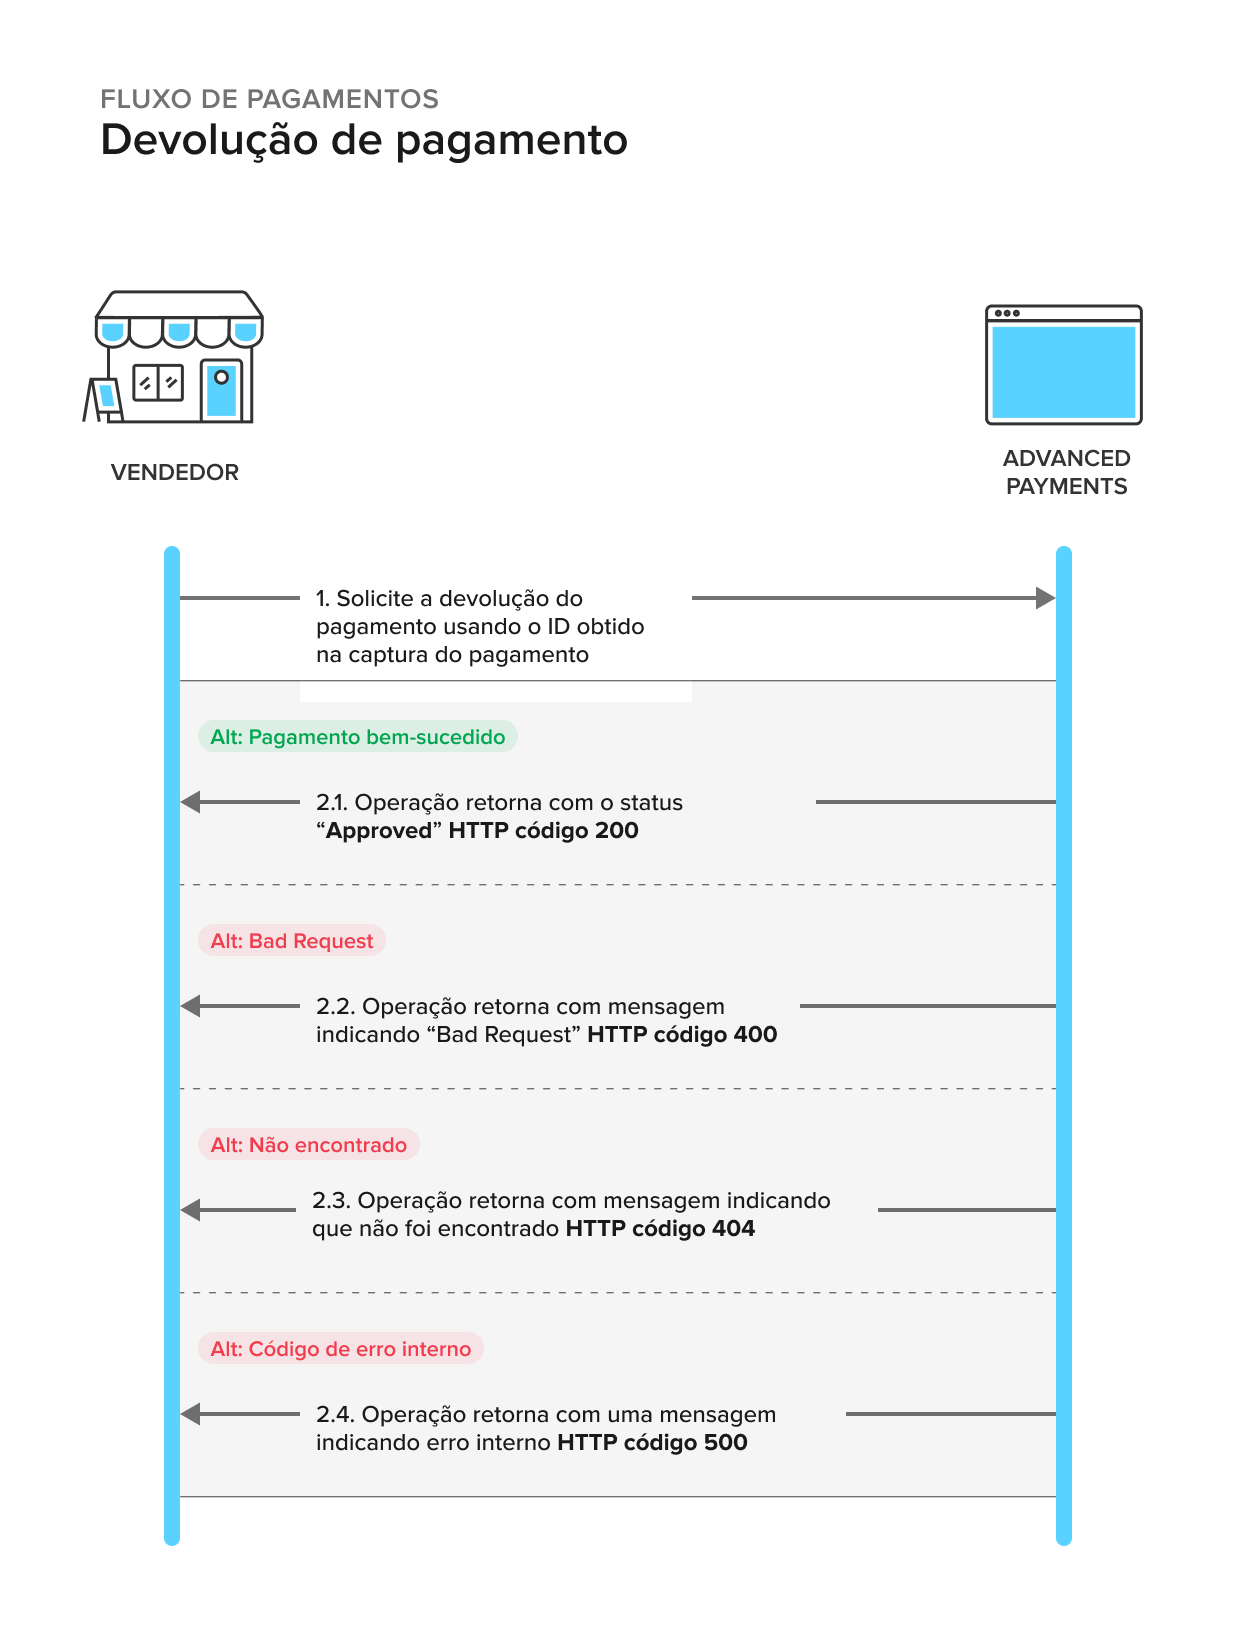 FLUXO DE PAGAMENTOS
Devolução de pagamento
VENDEDOR
ADVANCED
PAYMENTS
1. Solicite a devolução do
pagamento usando o ID obtido
na captura do pagamento
Alt: Pagamento bem-sucedido
2.1. Operação retorna com o status
“Approved” HTTP código 200
Alt: Bad Request
2.2. Operação retorna com mensagem
indicando “Bad Request” HTTP código 400
Alt: Não encontrado
2.3. Operação retorna com mensagem indicando
que não foi encontrado HTTP código 404
Alt: Código de erro interno
2.4. Operação retorna com uma mensagem
indicando erro interno HTTP código 500